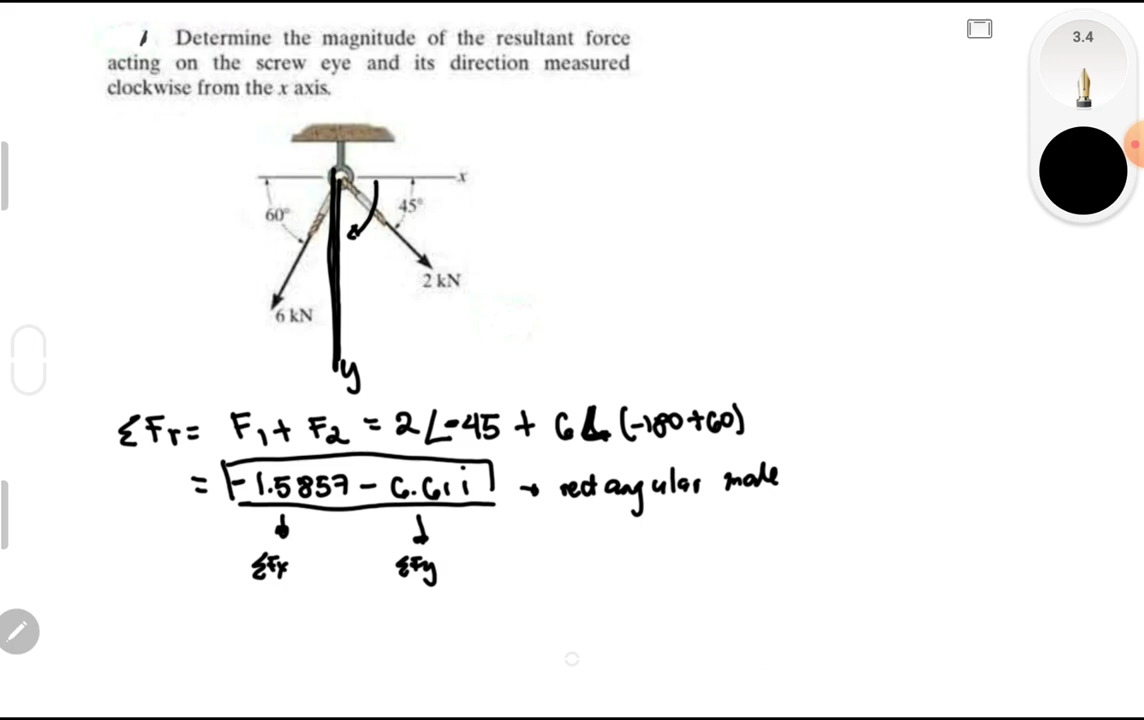 1 Determine the magnitude of the resultant force
acting on the screw eye and its direction measured
clockwise from the x axis.
x
60°
45°
2 kN
6 kN
y
ΣFr = F1 + F2 = 2∠-45 + 6∠(-180+60)
= -1.5857 - 6.61i → rectangular mode
ΣFx ΣFy
3.4